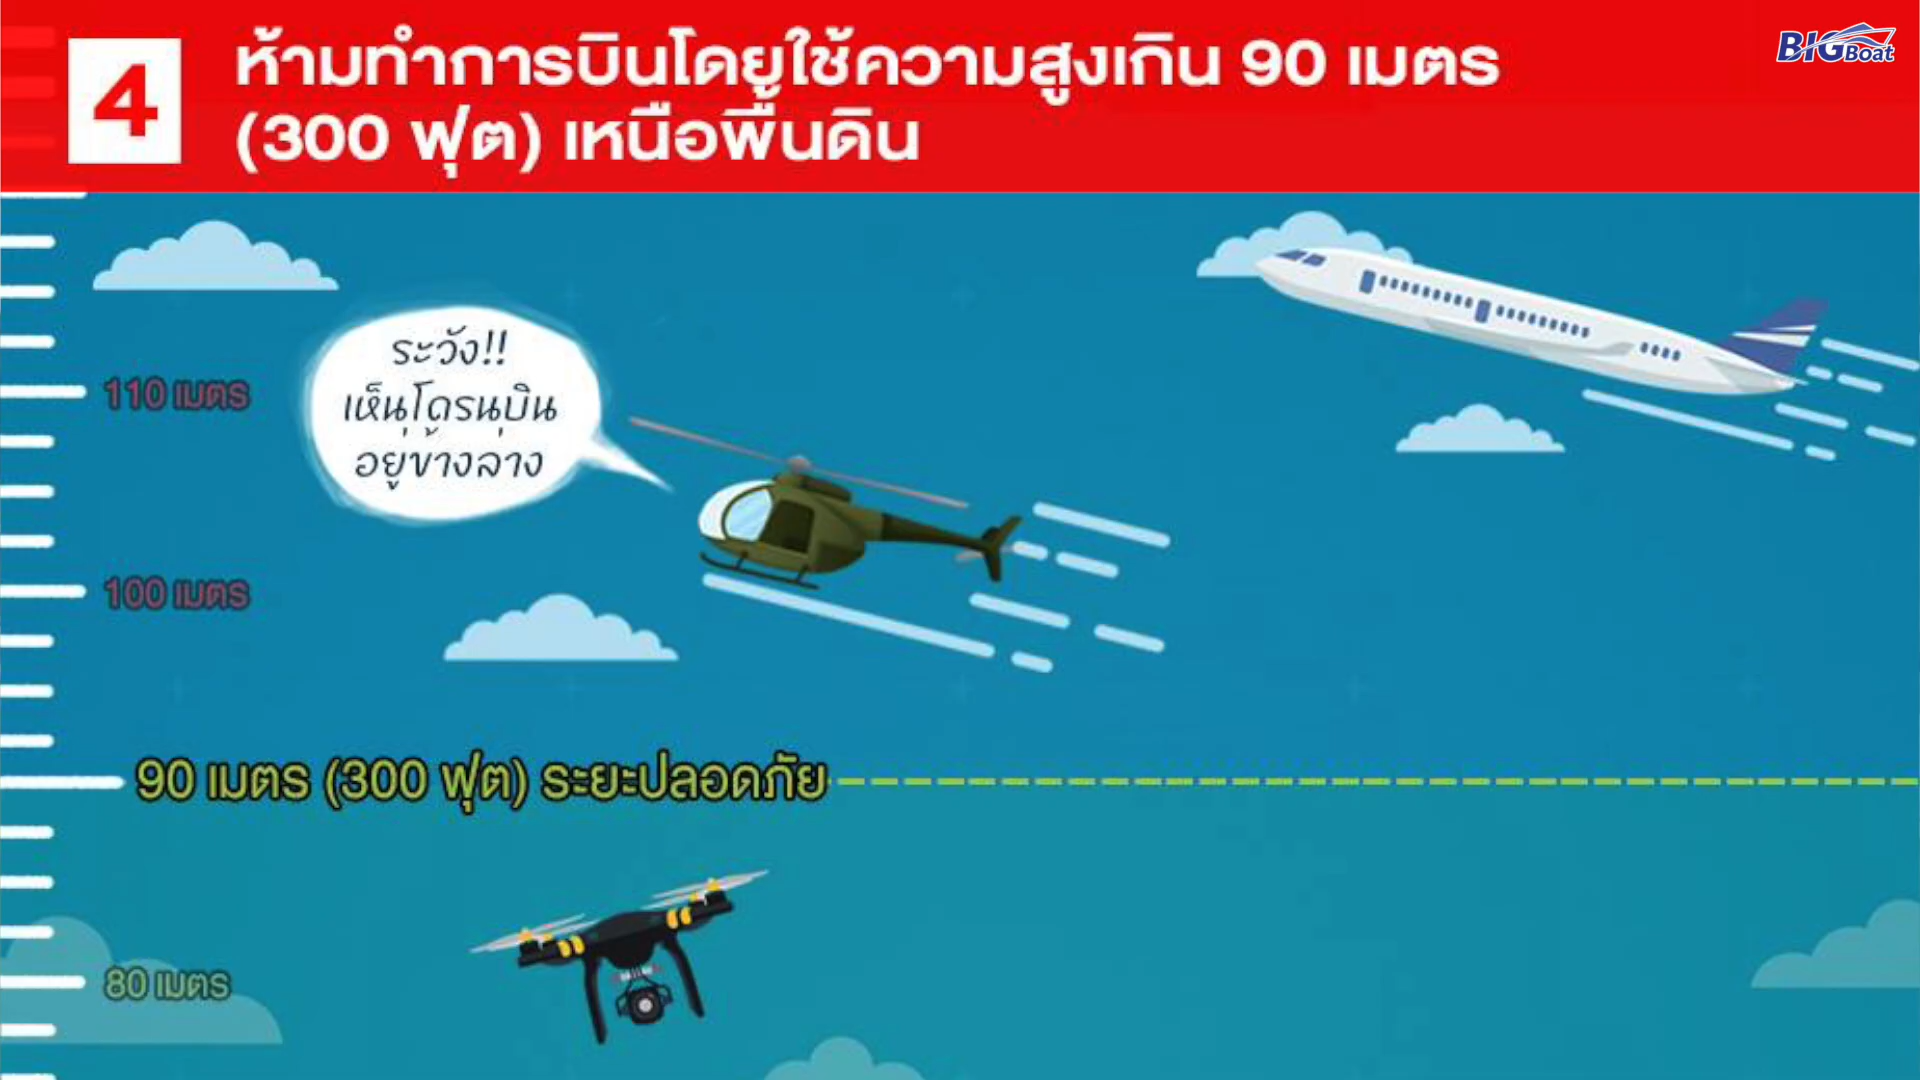 4
ห้ามทำการบินโดยใช้ความสูงเกิน 90 เมตร
(300 ฟุต) เหนือพื้นดิน
BIGBoat
ระวัง!!
เห็นโดรนบิน
อยู่ข้างล่าง
110 เมตร
100 เมตร
90 เมตร (300 ฟุต) ระยะปลอดภัย
80 เมตร